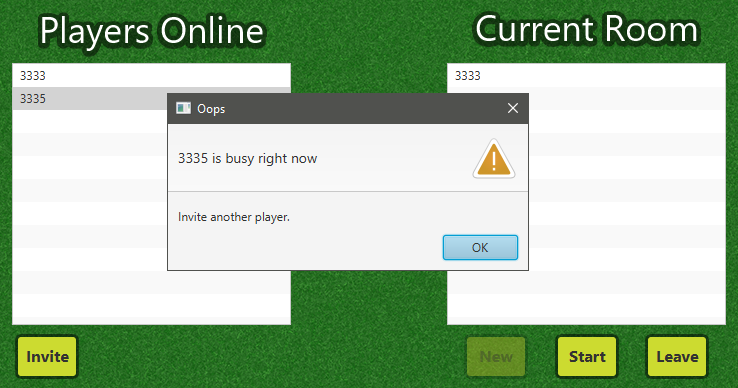 Players Online
Current Room
3333
3335
3333
Oops
3335 is busy right now
Invite another player.
OK
Invite
New
Start
Leave